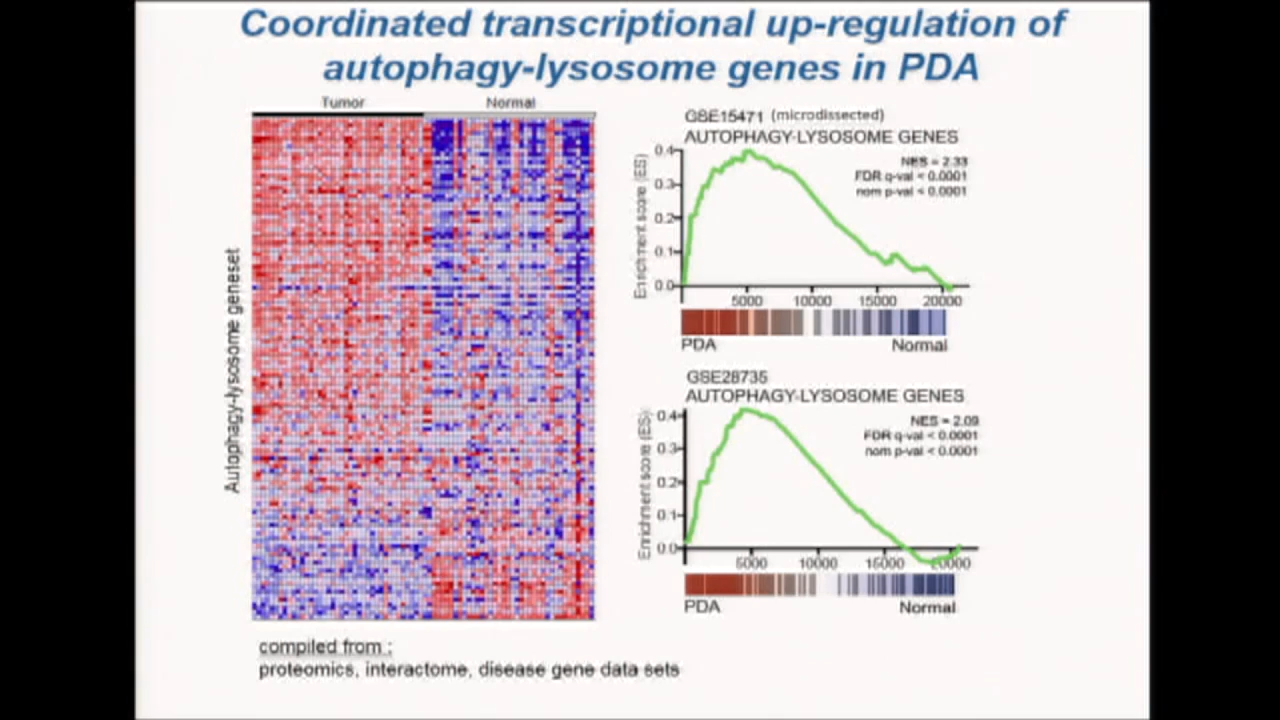 Coordinated transcriptional up-regulation of
autophagy-lysosome genes in PDA
Tumor Normal
Autophagy-lysosome geneset
compiled from :
proteomics, interactome, disease gene data sets
GSE15471 (microdissected)
AUTOPHAGY-LYSOSOME GENES
NES = 2.33
FDR q-val < 0.0001
nom p-val < 0.0001
Enrichment score (ES)
0.4
0.3
0.2
0.1
0.0
5000 10000 15000 20000
PDA Normal
GSE28735
AUTOPHAGY-LYSOSOME GENES
NES = 2.09
FDR q-val < 0.0001
nom p-val < 0.0001
Enrichment score (ES)
0.4
0.3
0.2
0.1
0.0
5000 10000 15000 20000
PDA Normal